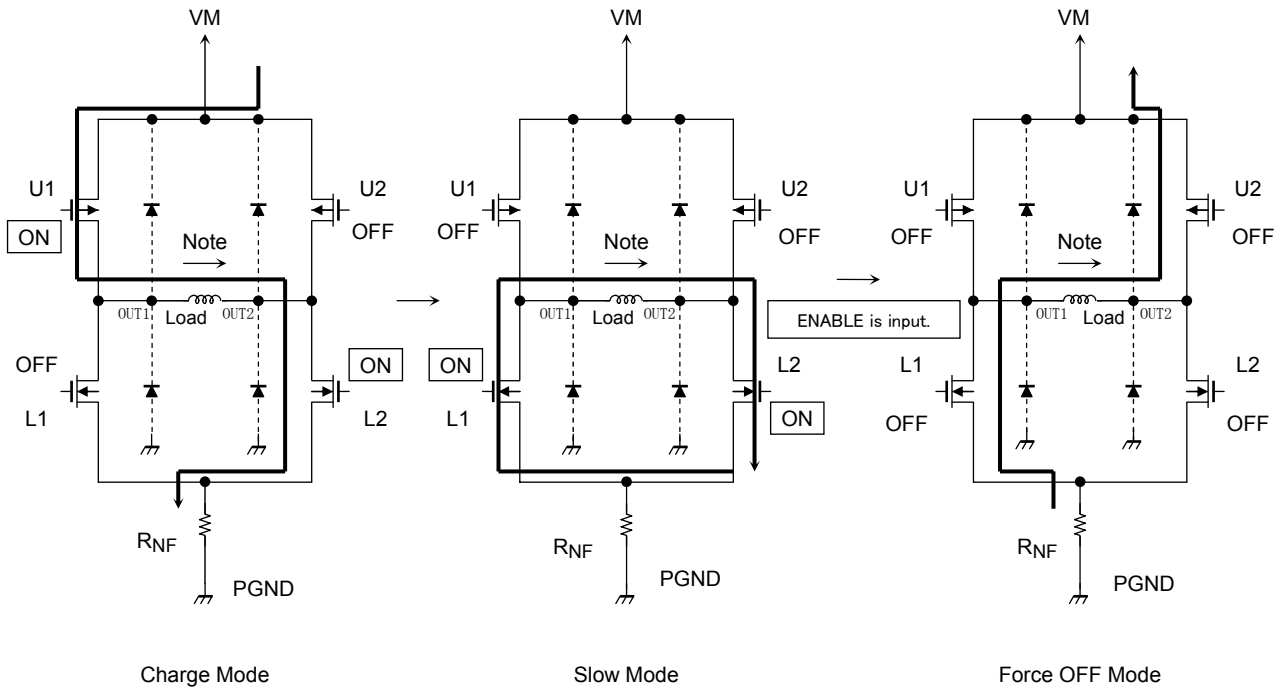 VM
U1
ON
U2
OFF
Note
OUT1
Load
OUT2
OFF
L1
ON
L2
RNF
PGND
Charge Mode
VM
U1
OFF
U2
OFF
Note
OUT1
Load
OUT2
ON
L1
L2
ON
RNF
PGND
Slow Mode
ENABLE is input.
VM
U1
OFF
U2
OFF
Note
OUT1
Load
OUT2
L1
OFF
L2
OFF
RNF
PGND
Force OFF Mode